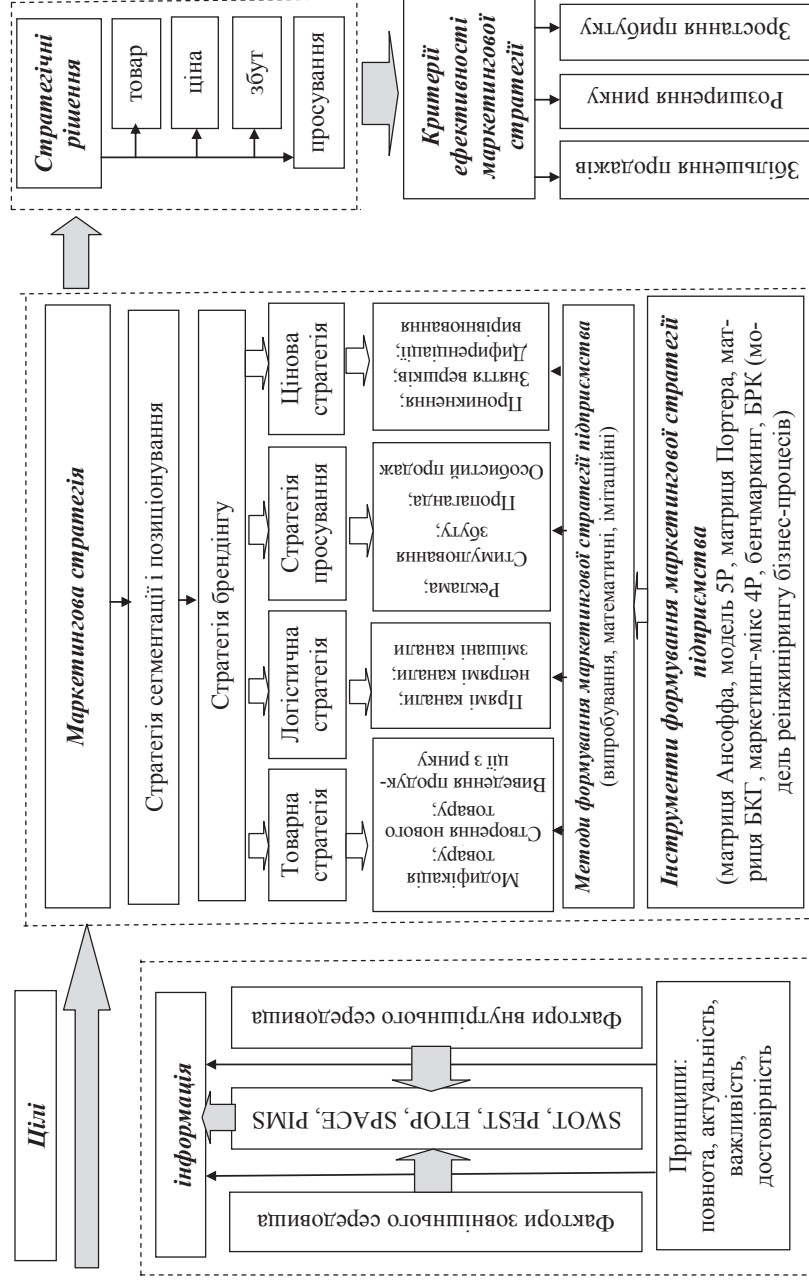 Цілі
інформація
Фактори зовнішнього середовища
SWOT, PEST, ETOP, SPACE, PIMS
Фактори внутрішнього середовища
Принципи:
повнота, актуальність,
важливість,
достовірність
Маркетингова стратегія
Стратегія сегментації і позиціонування
Стратегія брендінгу
Товарна
стратегія
Логістична
стратегія
Стратегія
просування
Цінова
стратегія
Модифікація
товару;
Створення нового
товару;
Виведення продук-
ції з ринку
Прямі канали;
непрямі канали;
змішані канали
Реклама;
Стимулювання
збуту;
Пропаганда;
Особистий продаж
Проникнення;
Зняття вершків;
Дифиренціації;
вирівнювання
Методи формування маркетингової стратегії підприємства
(випробування, математичні, імітаційні)
Інструменти формування маркетингової стратегії
підприємства
(матриця Ансоффа, модель 5Р, матриця Портера, мат-
риця БКГ, маркетинг-мікс 4Р, бенчмаркинг, БРК (мо-
дель реінжинірингу бізнес-процесів)
Стратегічні
рішення
товар
ціна
збут
просування
Критерії
ефективності
маркетингової
стратегії
Збільшення продажів
Розширення ринку
Зростання прибутку